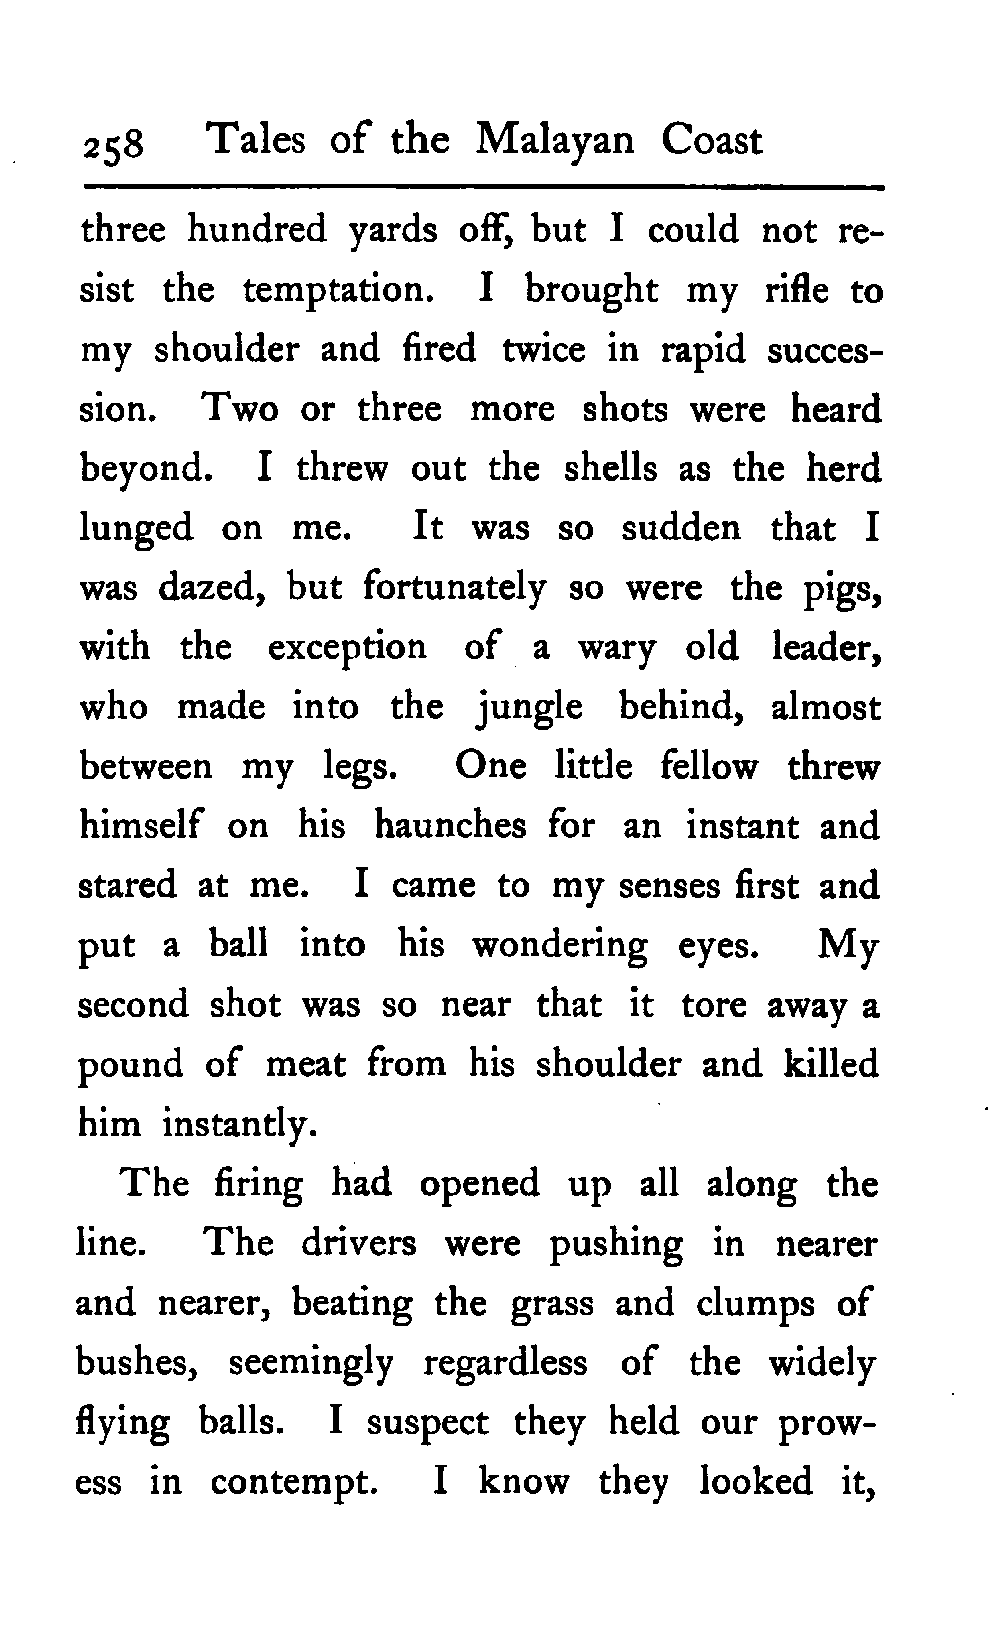 258 Tales of the Malayan Coast
three hundred yards off, but I could not re-
sist the temptation. I brought my rifle to
my shoulder and fired twice in rapid succes-
sion. Two or three more shots were heard
beyond. I threw out the shells as the herd
lunged on me. It was so sudden that I
was dazed, but fortunately so were the pigs,
with the exception of a wary old leader,
who made into the jungle behind, almost
between my legs. One little fellow threw
himself on his haunches for an instant and
stared at me. I came to my senses first and
put a ball into his wondering eyes. My
second shot was so near that it tore away a
pound of meat from his shoulder and killed
him instantly.
The firing had opened up all along the
line. The drivers were pushing in nearer
and nearer, beating the grass and clumps of
bushes, seemingly regardless of the widely
flying balls. I suspect they held our prow-
ess in contempt. I know they looked it,